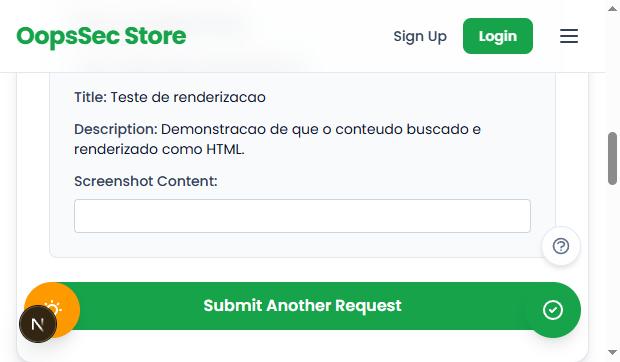 OopsSec Store
Sign Up
Login
Title: Teste de renderizacao
Description: Demonstracao de que o conteudo buscado e
renderizado como HTML.
Screenshot Content:
Submit Another Request
N